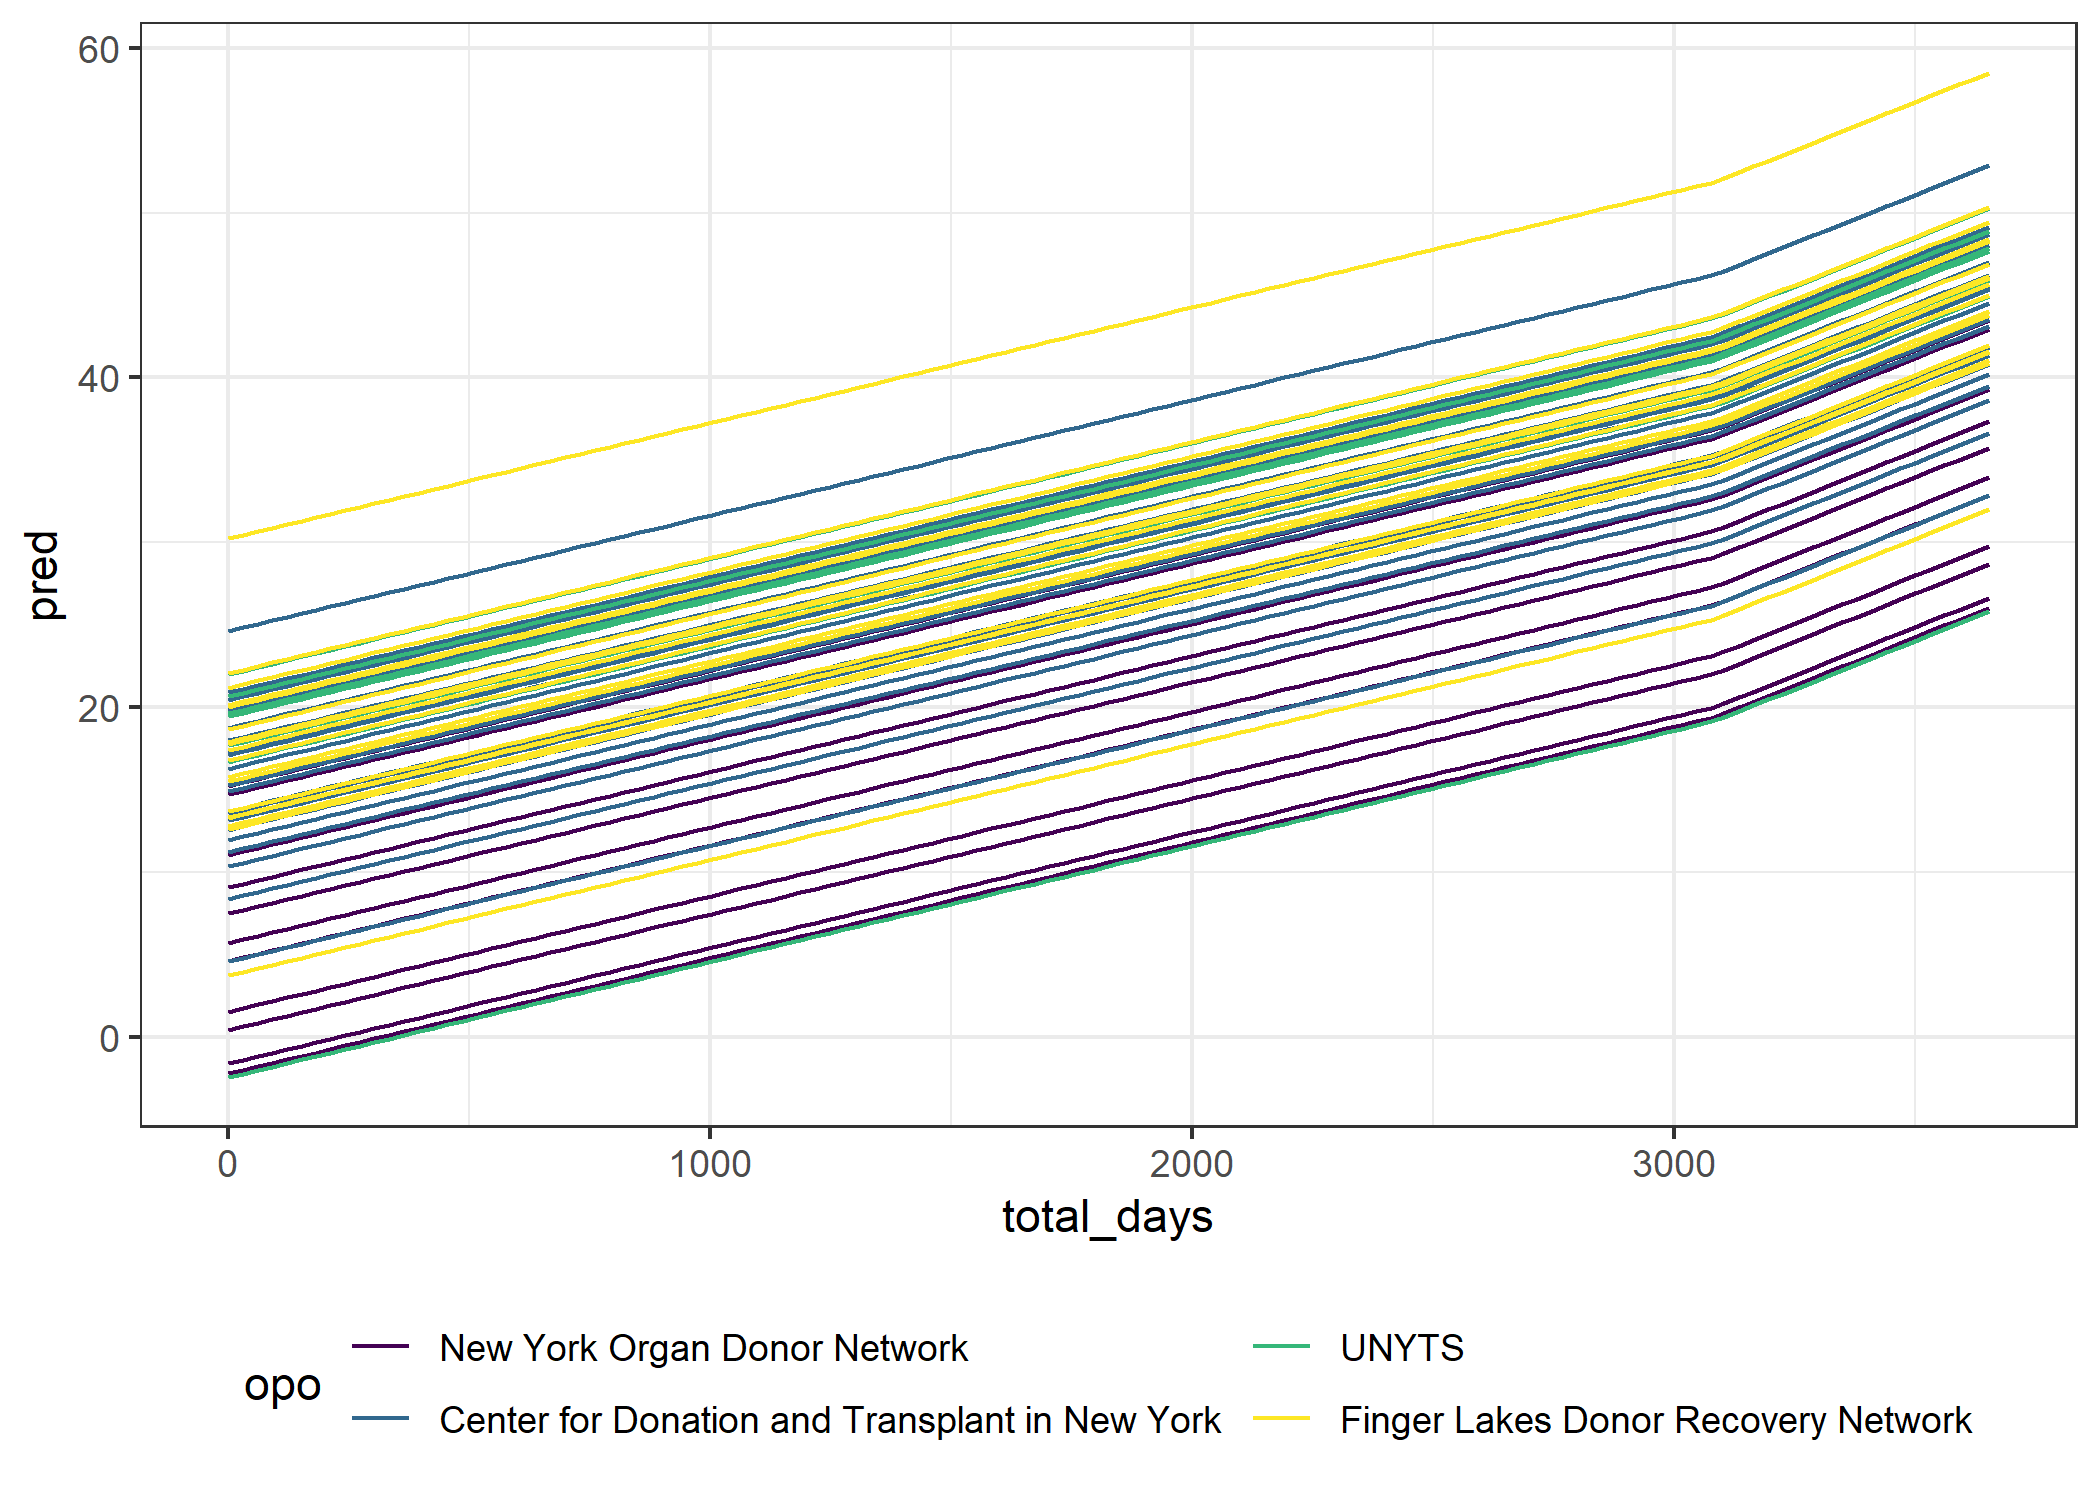 60
40
20
0
pred
0 1000 2000 3000
total_days
opo
New York Organ Donor Network
Center for Donation and Transplant in New York
UNYTS
Finger Lakes Donor Recovery Network